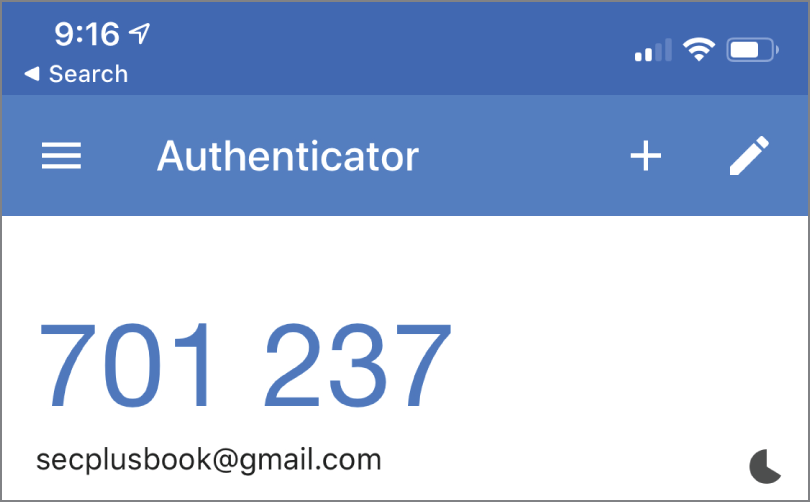 9:16
Search
Authenticator
701 237
secplusbook@gmail.com